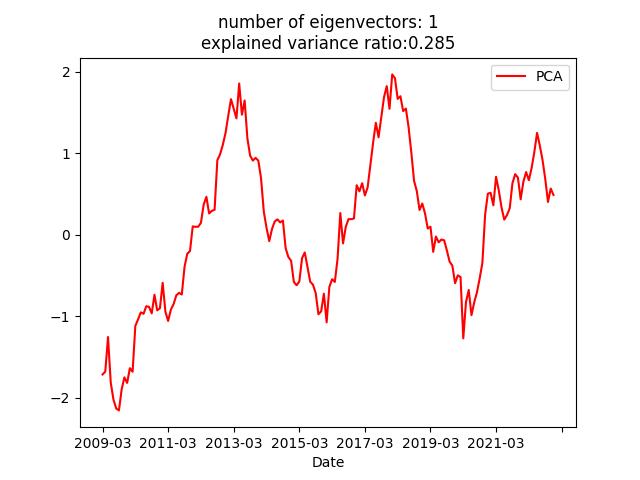 number of eigenvectors: 1
explained variance ratio:0.285
PCA
2
1
0
−1
−2
2009-03 2011-03 2013-03 2015-03 2017-03 2019-03 2021-03
Date